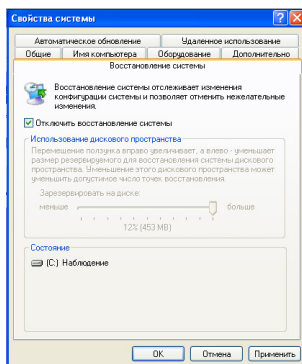 Свойства системы
Автоматическое обновление
Удаленное использование
Общие
Имя компьютера
Оборудование
Дополнительно
Восстановление системы
Восстановление системы отслеживает изменения
конфигурации системы и позволяет отменить нежелательные
изменения.
Отключить восстановление системы
Использование дискового пространства
Перемещение ползунка вправо увеличивает, а влево - уменьшает
размер резервируемого для восстановления системы дискового
пространства. Уменьшение этого дискового пространства может
уменьшить допустимое число точек восстановления.
Зарезервировать на диске:
меньше
больше
12% (453 MB)
Состояние
(C:) Наблюдение
OK
Отмена
Применить